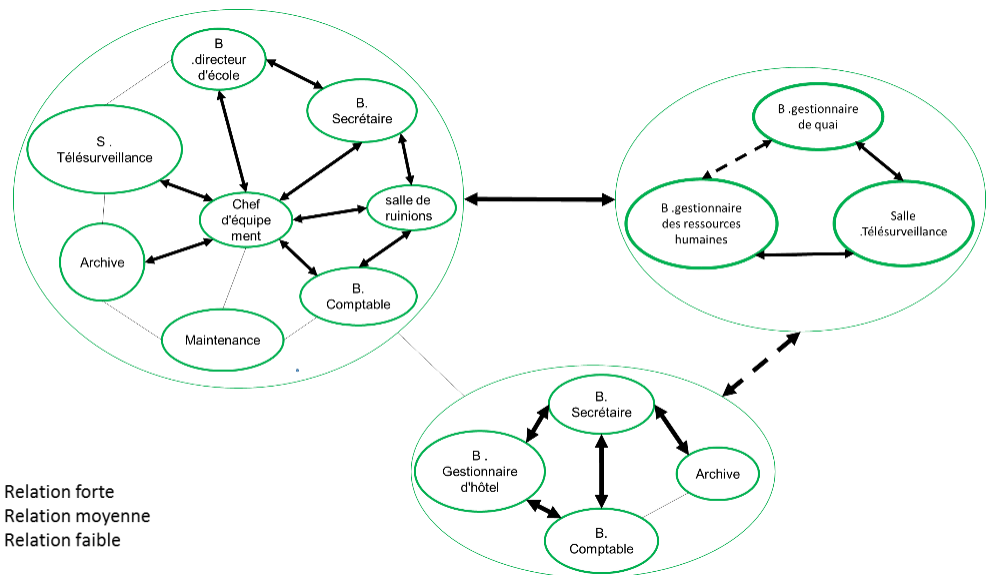 B
.directeur
d'école
B.
Secrétaire
S .
Télésurveillance
Chef
d'équipe
ment
salle de
ruinions
Archive
B.
Comptable
Maintenance
B .gestionnaire
de quai
B .gestionnaire
des ressources
humaines
Salle
.Télésurveillance
B.
Secrétaire
B .
Gestionnaire
d'hôtel
Archive
B.
Comptable
Relation forte
Relation moyenne
Relation faible